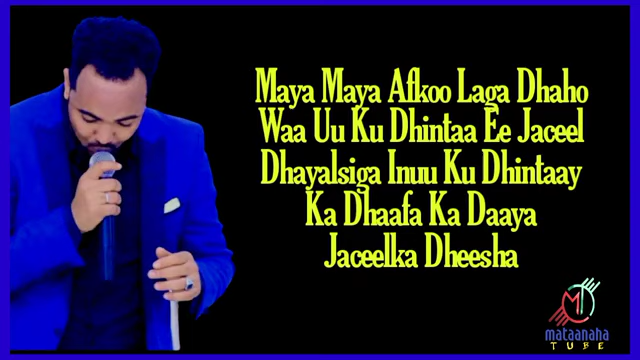 Maya Maya Afkoo Laga Dhaho
Waa Uu Ku Dhintaa Ee Jaceel
Dhayalsiga Inuu Ku Dhintaay
Ka Dhaafa Ka Daaya
Jaceelka Dheesha
MT
mataanaha
TUBE